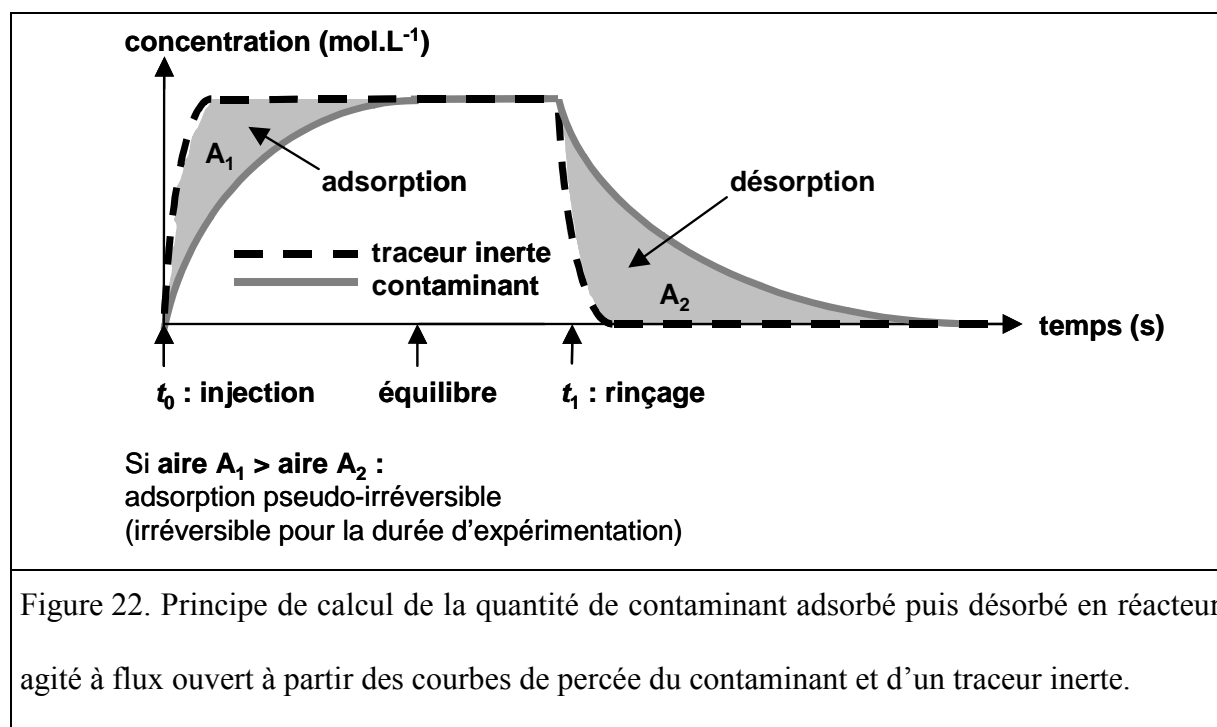 concentration (mol.L⁻¹)
A₁
adsorption
désorption
traceur inerte
contaminant
A₂
temps (s)
t₀ : injection
équilibre
t₁ : rinçage
Si aire A₁ > aire A₂ :
adsorption pseudo-irréversible
(irréversible pour la durée d'expérimentation)
Figure 22. Principe de calcul de la quantité de contaminant adsorbé puis désorbé en réacteur
agité à flux ouvert à partir des courbes de percée du contaminant et d’un traceur inerte.